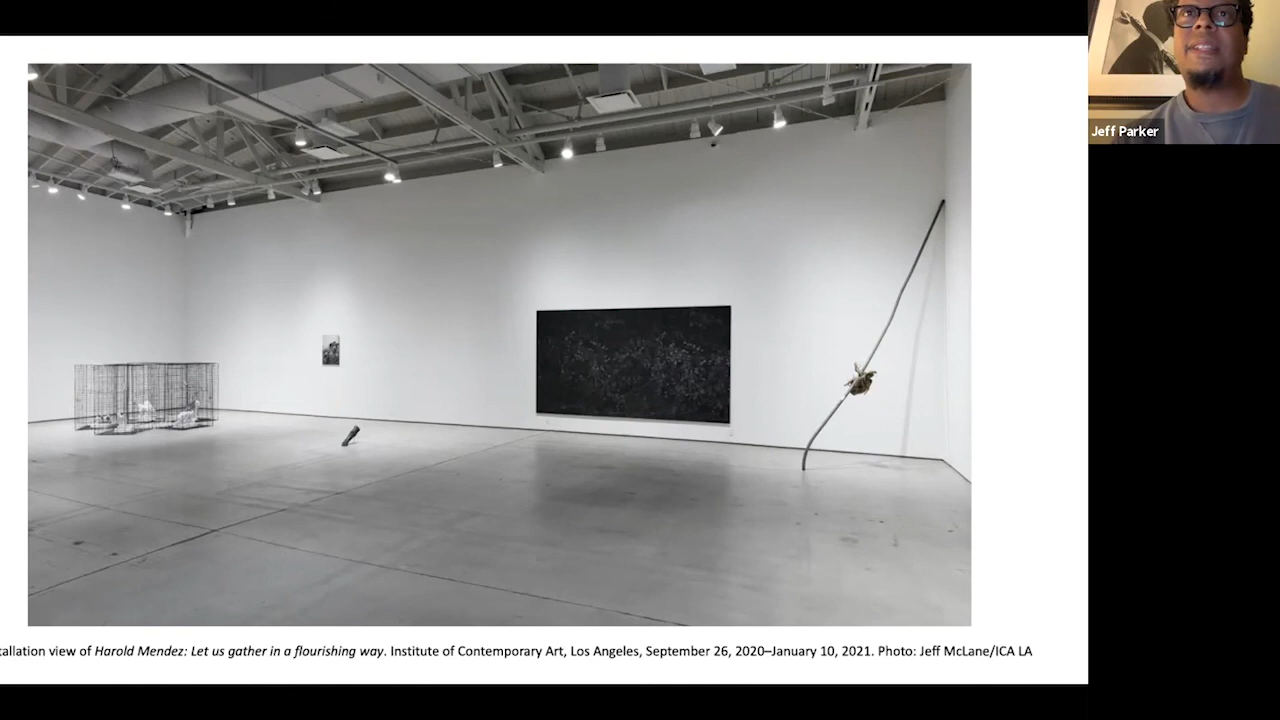 Jeff Parker
tallation view of Harold Mendez: Let us gather in a flourishing way. Institute of Contemporary Art, Los Angeles, September 26, 2020–January 10, 2021. Photo: Jeff McLane/ICA LA